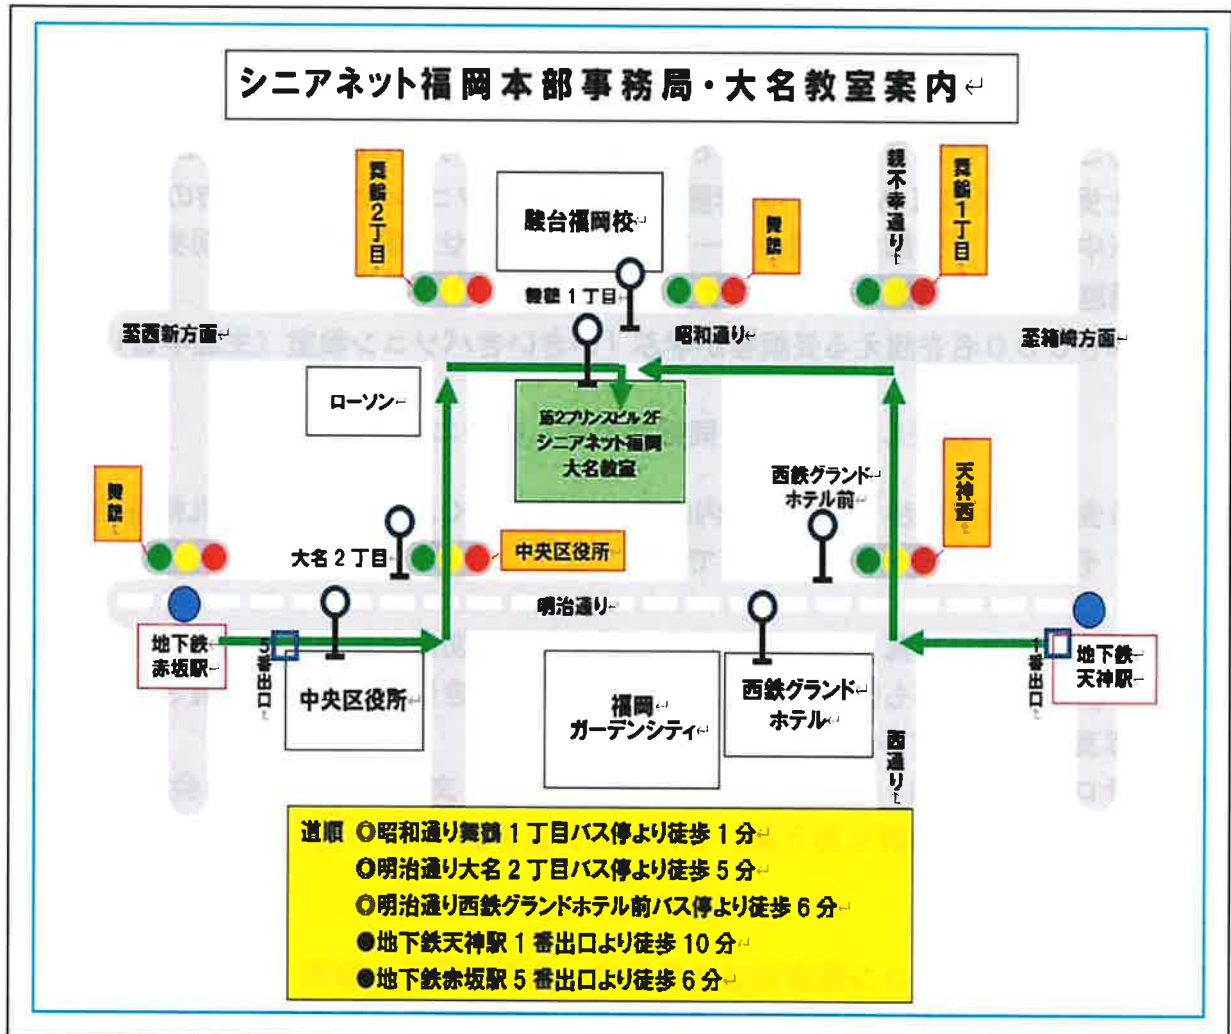 シニアネット福岡本部事務局・大名教室案内
舞鶴2丁目
駿台福岡校
舞鶴
親不幸通り
舞鶴1丁目
舞鶴 1 丁目
至西新方面
昭和通り
至箱崎方面
ローソン
第2プリンスビル 2F
シニアネット福岡
大名教室
西鉄グランド
ホテル前
天神西
舞鶴
大名 2 丁目
中央区役所
明治通り
地下鉄
赤坂駅
5番出口
中央区役所
福岡
ガーデンシティ
西鉄グランド
ホテル
1番出口
地下鉄
天神駅
西通り
道順 ◎昭和通り舞鶴 1 丁目バス停より徒歩 1 分
◎明治通り大名 2 丁目バス停より徒歩 5 分
◎明治通り西鉄グランドホテル前バス停より徒歩 6 分
●地下鉄天神駅 1 番出口より徒歩 10 分
●地下鉄赤坂駅 5 番出口より徒歩 6 分